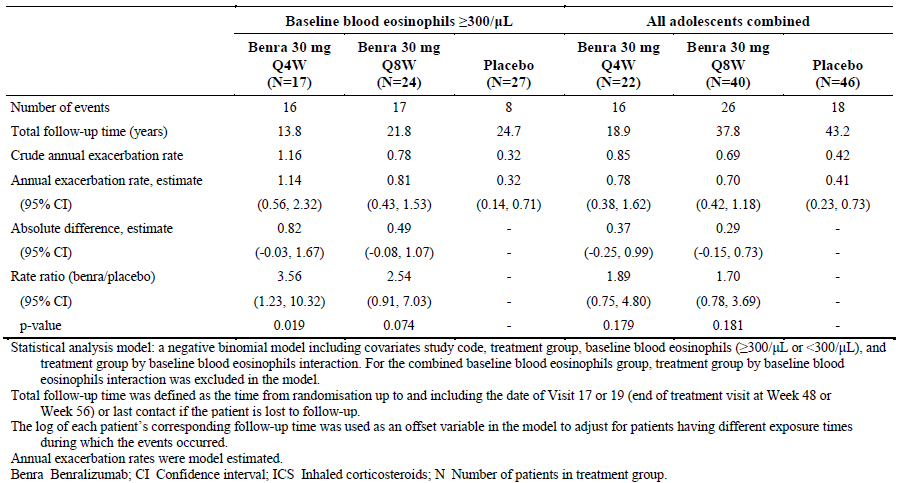 Baseline blood eosinophils ≥300/µL All adolescents combined
Benra 30 mg Q4W (N=17) Benra 30 mg Q8W (N=24) Placebo (N=27) Benra 30 mg Q4W (N=22) Benra 30 mg Q8W (N=40) Placebo (N=46)
Number of events 16 17 8 16 26 18
Total follow-up time (years) 13.8 21.8 24.7 18.9 37.8 43.2
Crude annual exacerbation rate 1.16 0.78 0.32 0.85 0.69 0.42
Annual exacerbation rate, estimate 1.14 0.81 0.32 0.78 0.70 0.41
(95% CI) (0.56, 2.32) (0.43, 1.53) (0.14, 0.71) (0.38, 1.62) (0.42, 1.18) (0.23, 0.73)
Absolute difference, estimate 0.82 0.49 - 0.37 0.29 -
(95% CI) (-0.03, 1.67) (-0.08, 1.07) - (-0.25, 0.99) (-0.15, 0.73) -
Rate ratio (benra/placebo) 3.56 2.54 - 1.89 1.70 -
(95% CI) (1.23, 10.32) (0.91, 7.03) - (0.75, 4.80) (0.78, 3.69) -
p-value 0.019 0.074 - 0.179 0.181 -
Statistical analysis model: a negative binomial model including covariates study code, treatment group, baseline blood eosinophils (≥300/µL or <300/µL), and
treatment group by baseline blood eosinophils interaction. For the combined baseline blood eosinophils group, treatment group by baseline blood
eosinophils interaction was excluded in the model.
Total follow-up time was defined as the time from randomisation up to and including the date of Visit 17 or 19 (end of treatment visit at Week 48 or
Week 56) or last contact if the patient is lost to follow-up.
The log of each patient's corresponding follow-up time was used as an offset variable in the model to adjust for patients having different exposure times
during which the events occurred.
Annual exacerbation rates were model estimated.
Benra Benralizumab; CI Confidence interval; ICS Inhaled corticosteroids; N Number of patients in treatment group.